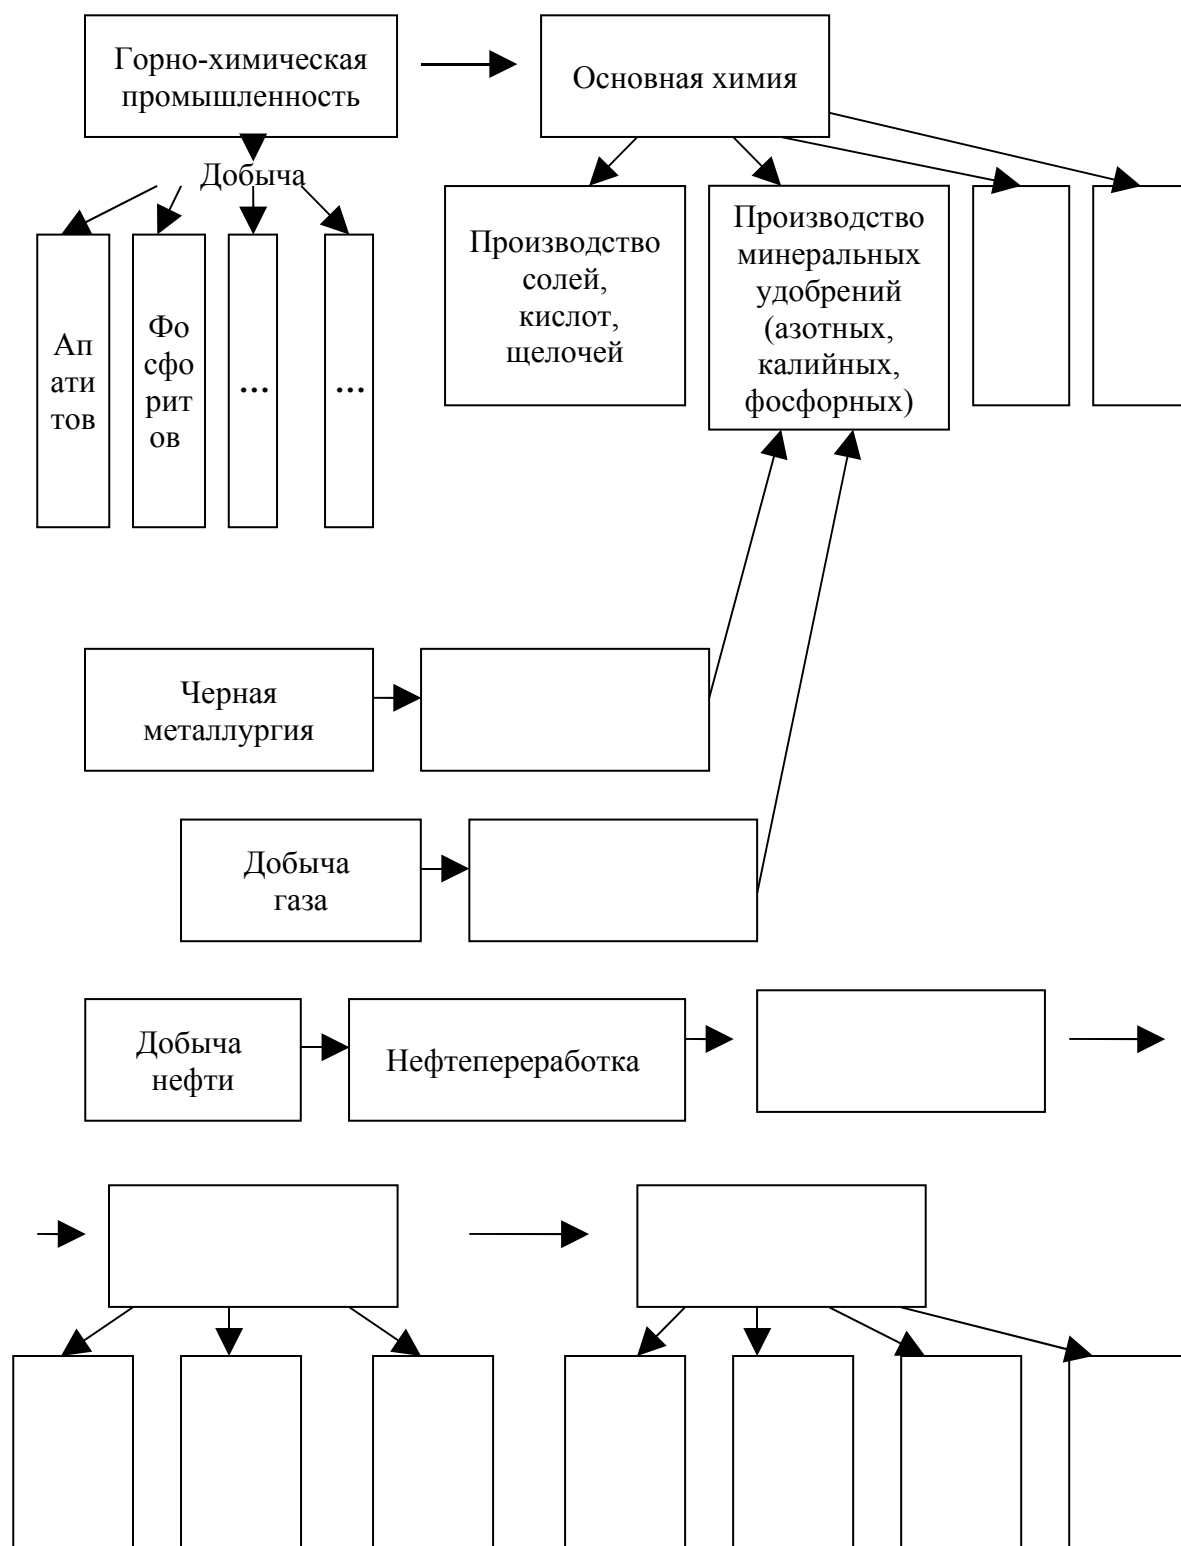 Горно-химическая
промышленность
Основная химия
Добыча
Ап
ати
тов
Фо
сфо
рит
ов
...
...
Производство
солей,
кислот,
щелочей
Производство
минеральных
удобрений
(азотных,
калийных,
фосфорных)
Черная
металлургия
Добыча
газа
Добыча
нефти
Нефтепереработка